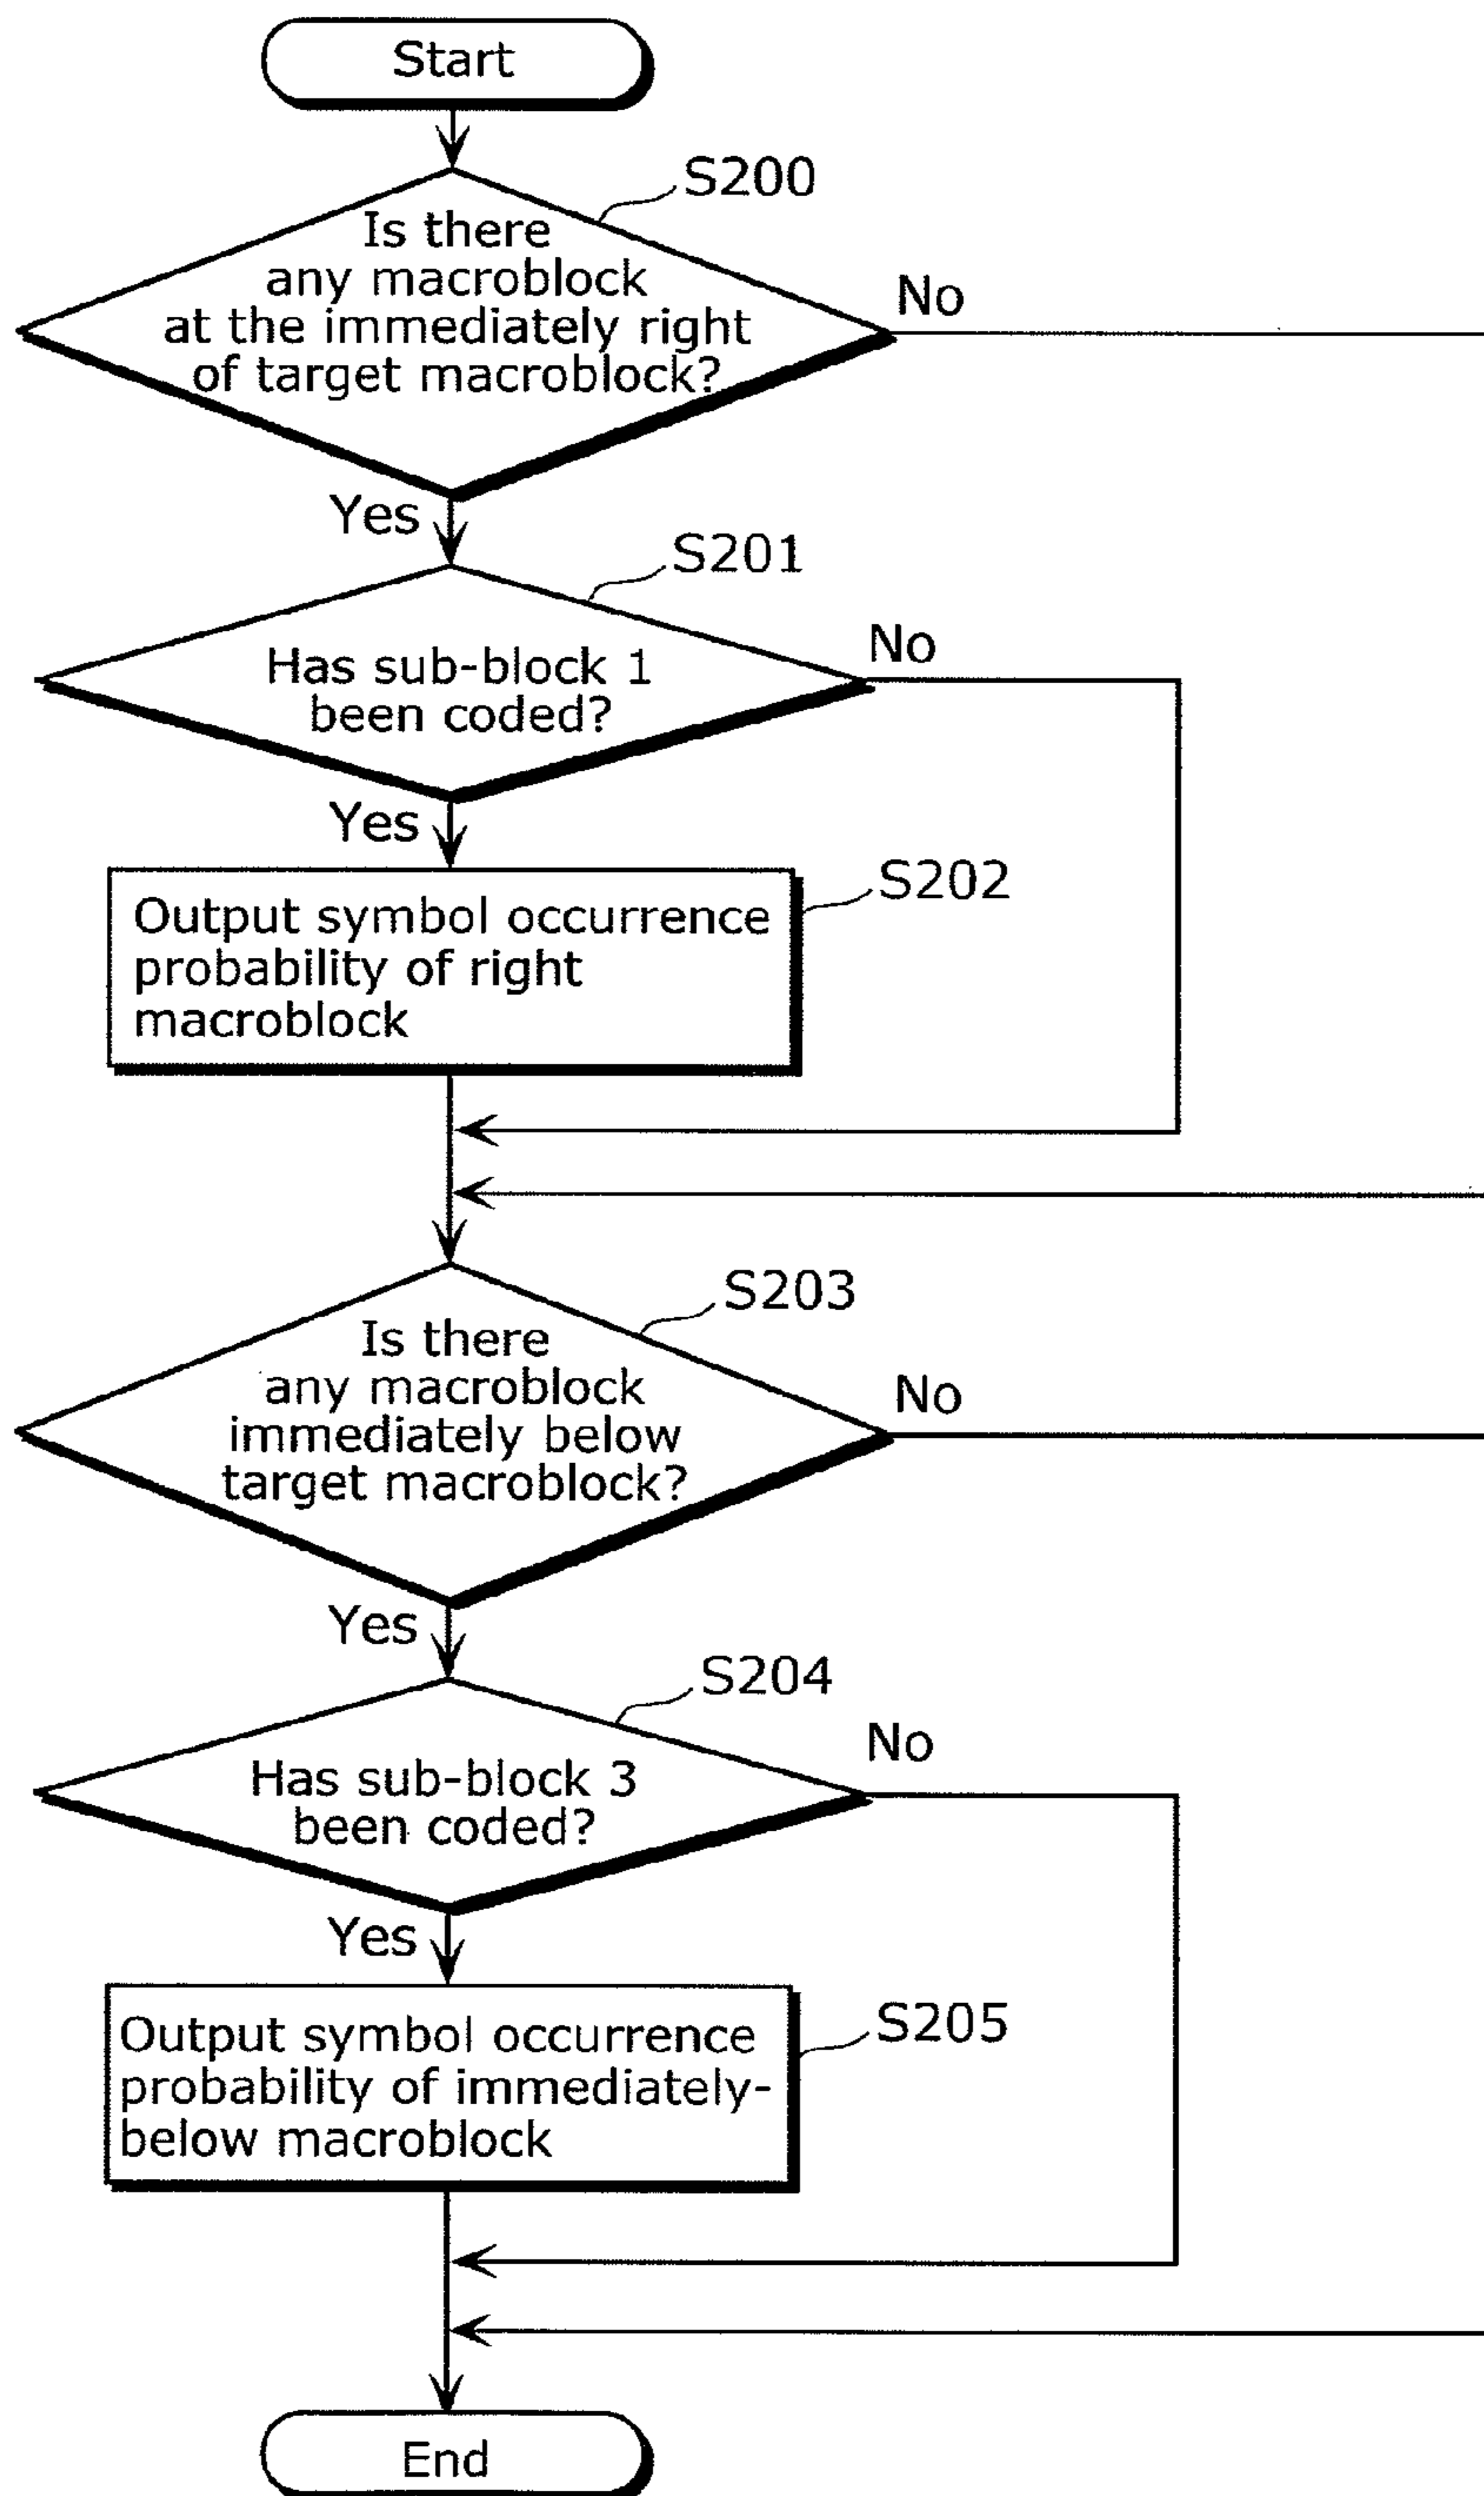 Start
S200
Is there
any macroblock
at the immediately right
of target macroblock?
No
Yes
S201
Has sub-block 1
been coded?
No
Yes
S202
Output symbol occurrence
probability of right
macroblock
S203
Is there
any macroblock
immediately below
target macroblock?
No
Yes
S204
Has sub-block 3
been coded?
No
Yes
S205
Output symbol occurrence
probability of immediately-
below macroblock
End